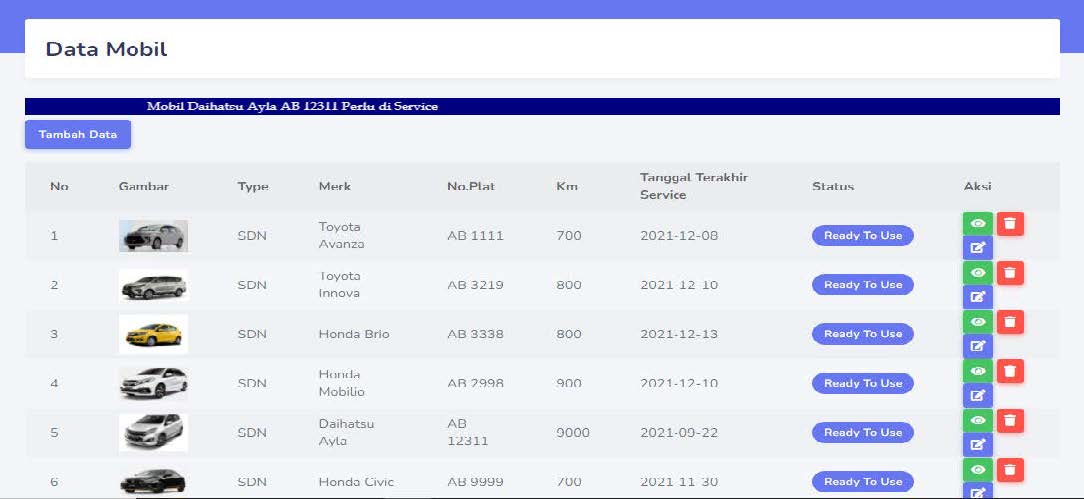 Data Mobil
Mobil Daihatsu Ayla AB 12311 Perlu di Service
Tambah Data
No Gambar Type Merk No.Plat Km Tanggal Terakhir Service Status Aksi
1 SDN Toyota Avanza AB 1111 700 2021-12-08 Ready To Use
2 SDN Toyota Innova AB 3219 800 2021-12-10 Ready To Use
3 SDN Honda Brio AB 3338 800 2021-12-13 Ready To Use
4 SDN Honda Mobilio AB 2998 900 2021-12-10 Ready To Use
5 SDN Daihatsu Ayla AB 12311 9000 2021-09-22 Ready To Use
6 SDN Honda Civic AB 9999 700 2021-11-30 Ready To Use